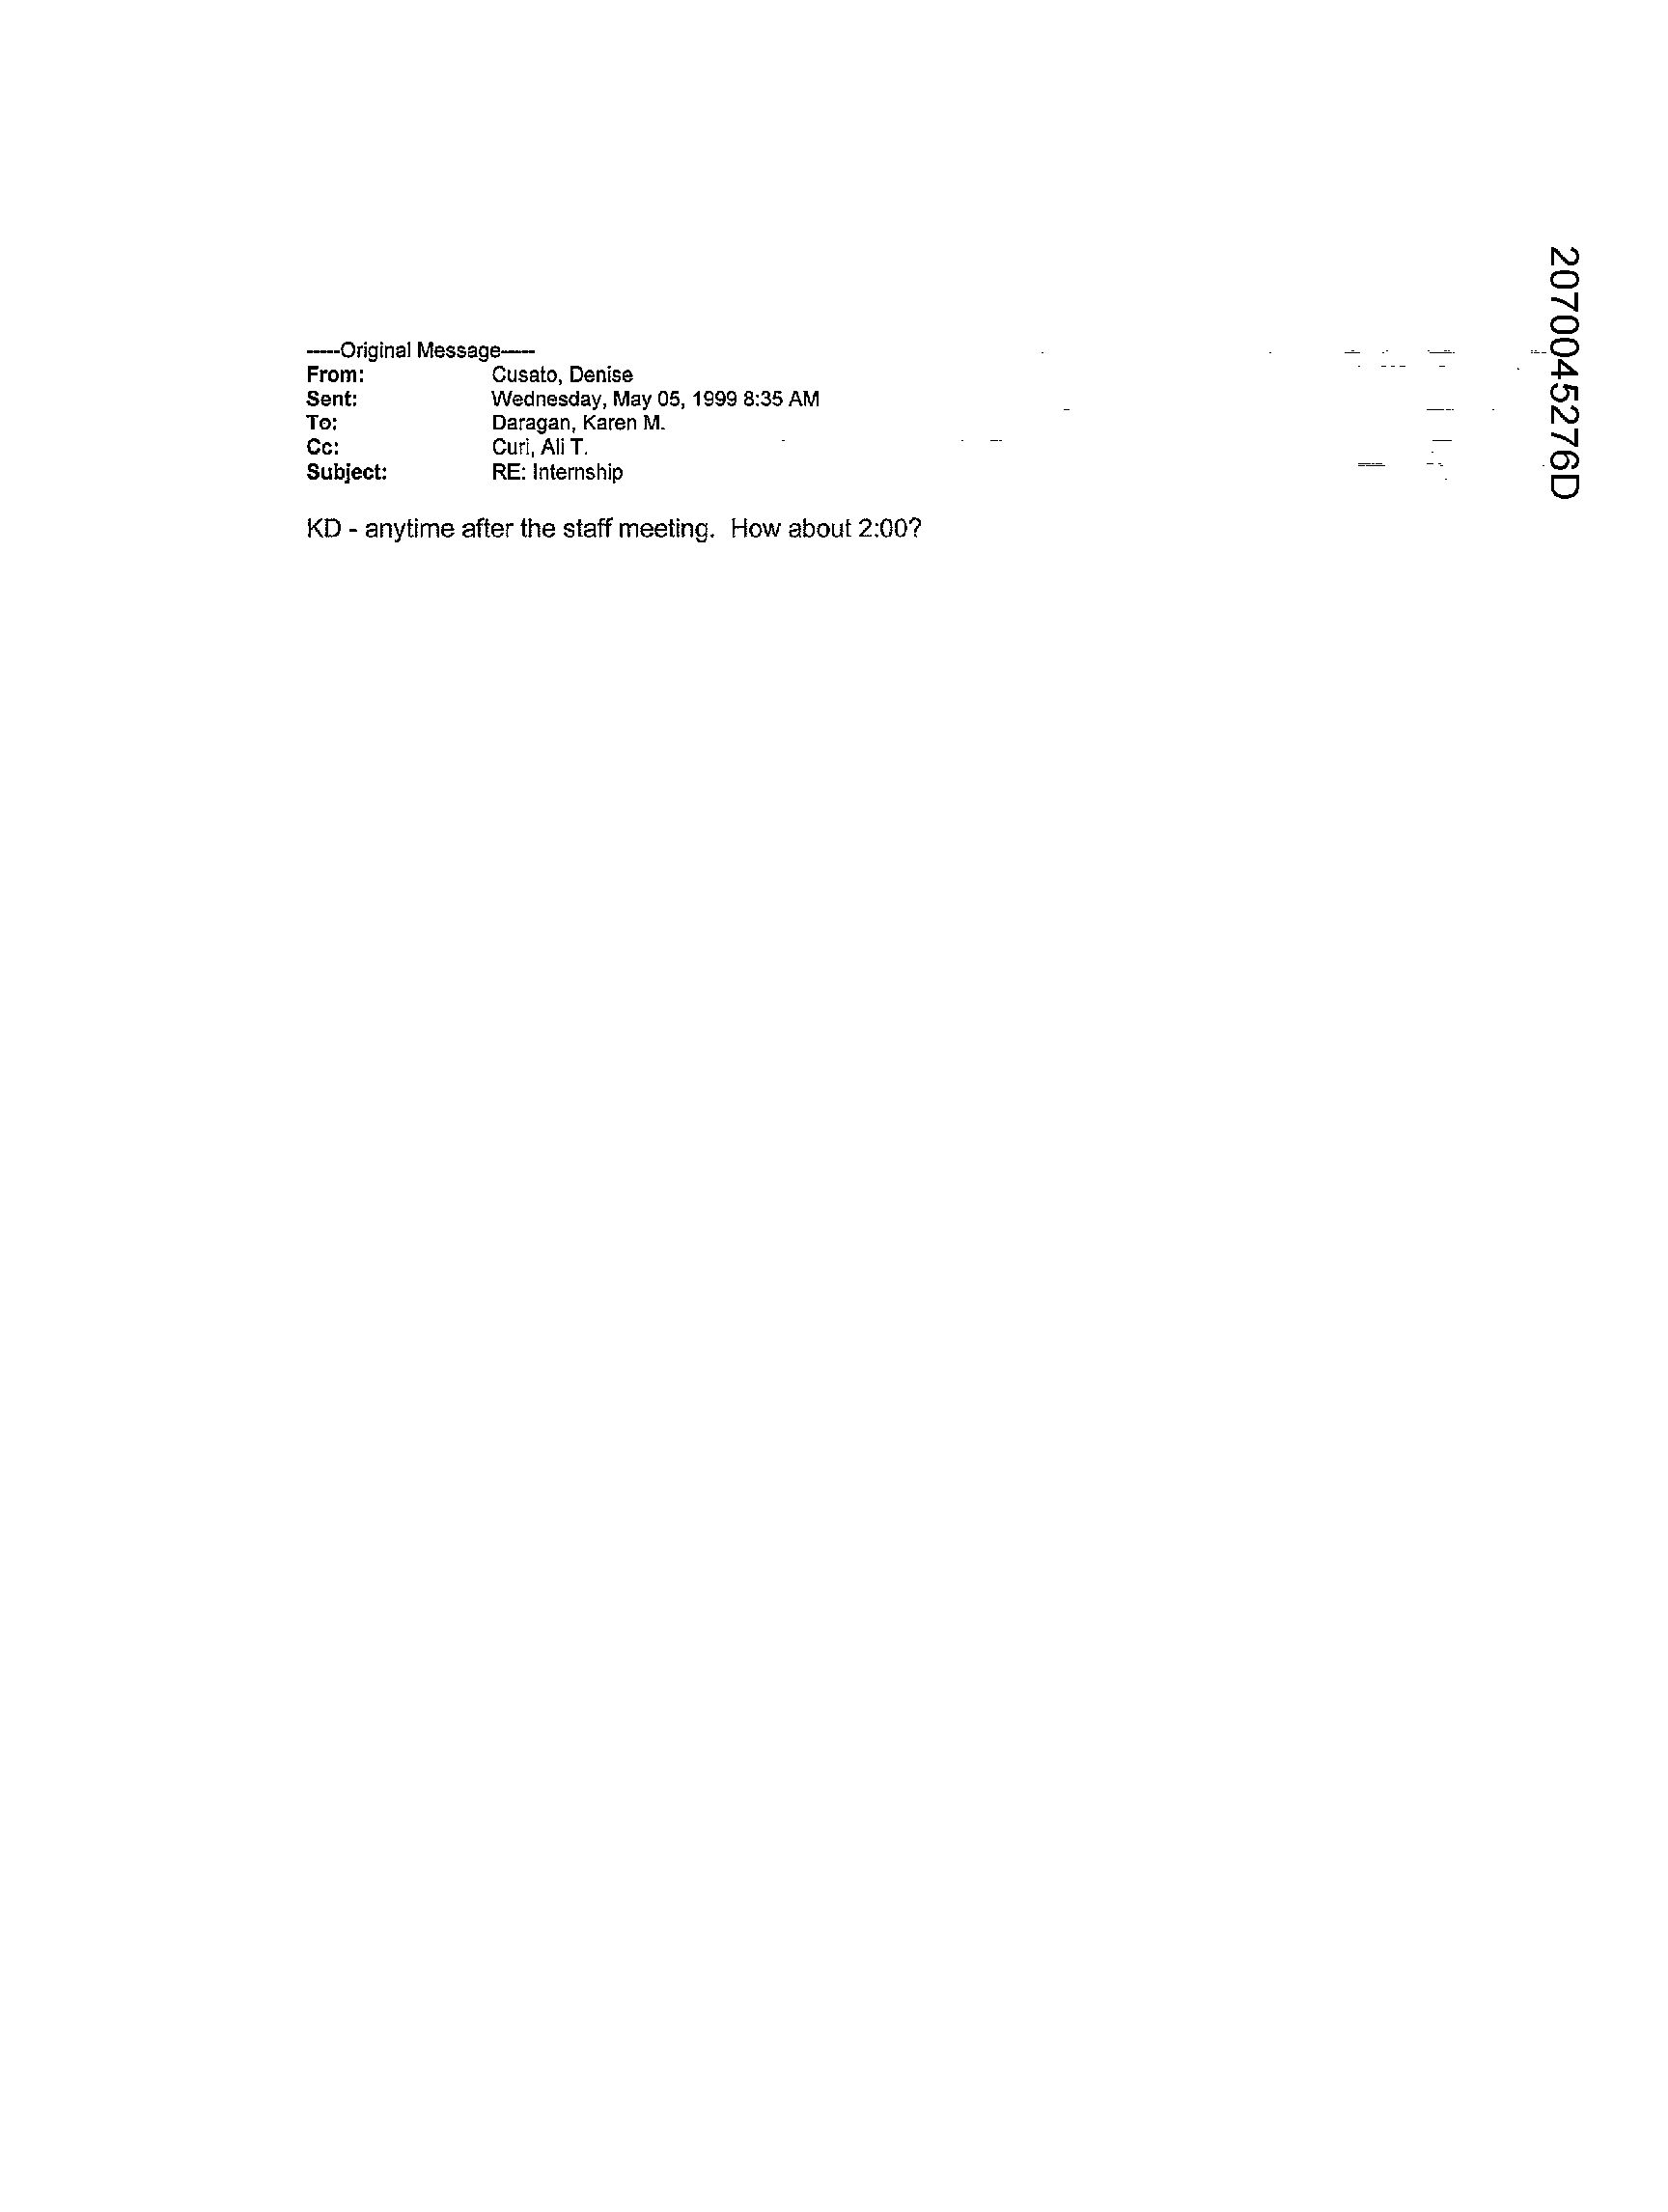 -----Original Message-----
From: Cusato, Denise
Sent: Wednesday, May 05, 1999 8:35 AM
To: Daragan, Karen M.
Cc: Curi, Ali T.
Subject: RE: Internship
KD - anytime after the staff meeting. How about 2:00?
2070045276D